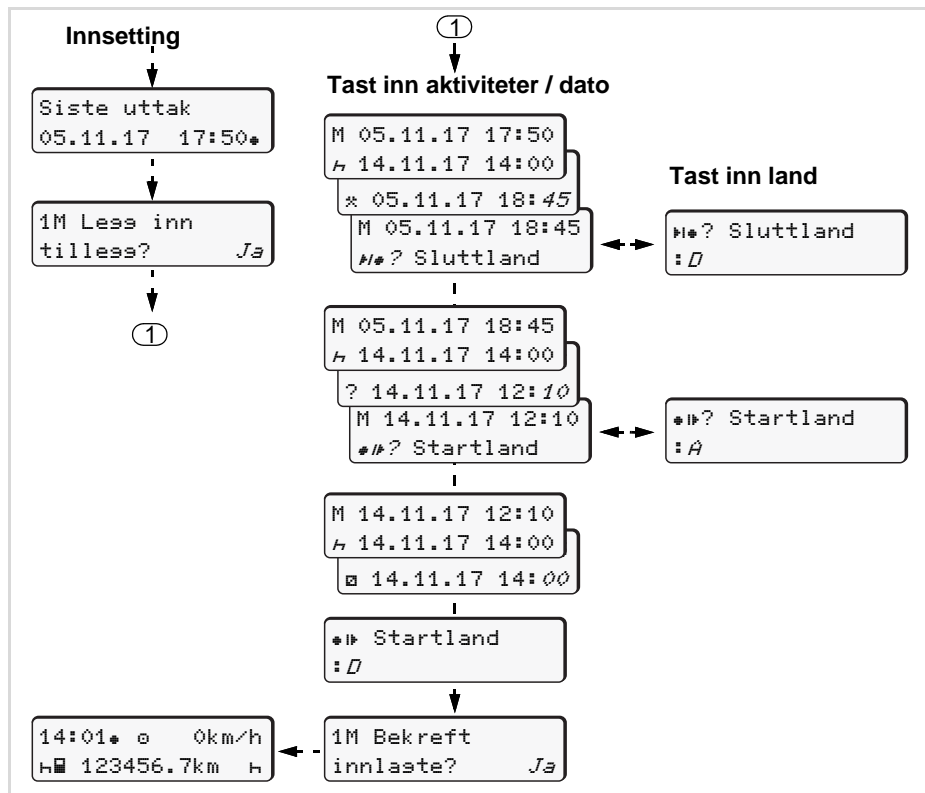 Innsetting
Siste uttak
05.11.17 17:50
1M Less inn
tilless? Ja
1
1
Tast inn aktiviteter / dato
M 05.11.17 17:50
14.11.17 14:00
05.11.17 18:45
M 05.11.17 18:45
? Sluttland
Tast inn land
? Sluttland
:D
M 05.11.17 18:45
14.11.17 14:00
? 14.11.17 12:10
M 14.11.17 12:10
? Startland
? Startland
:A
M 14.11.17 12:10
14.11.17 14:00
14.11.17 14:00
Startland
:D
1M Bekreft
innlaste? Ja
14:01 0km/h
123456.7km